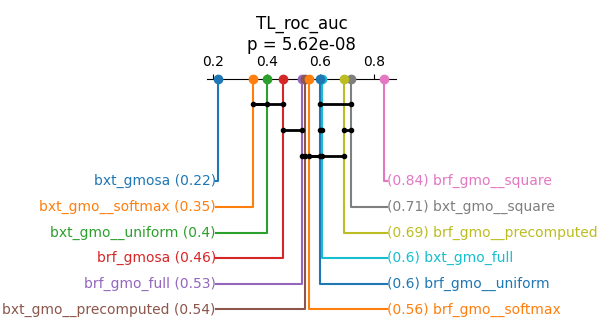 TL_roc_auc
p = 5.62e-08
0.2 0.4 0.6 0.8
bxt_gmosa (0.22)
(0.84) brf_gmo__square
bxt_gmo__softmax (0.35)
(0.71) bxt_gmo__square
bxt_gmo__uniform (0.4)
(0.69) brf_gmo__precomputed
brf_gmosa (0.46)
(0.6) bxt_gmo_full
brf_gmo_full (0.53)
(0.6) brf_gmo__uniform
bxt_gmo__precomputed (0.54)
(0.56) brf_gmo__softmax